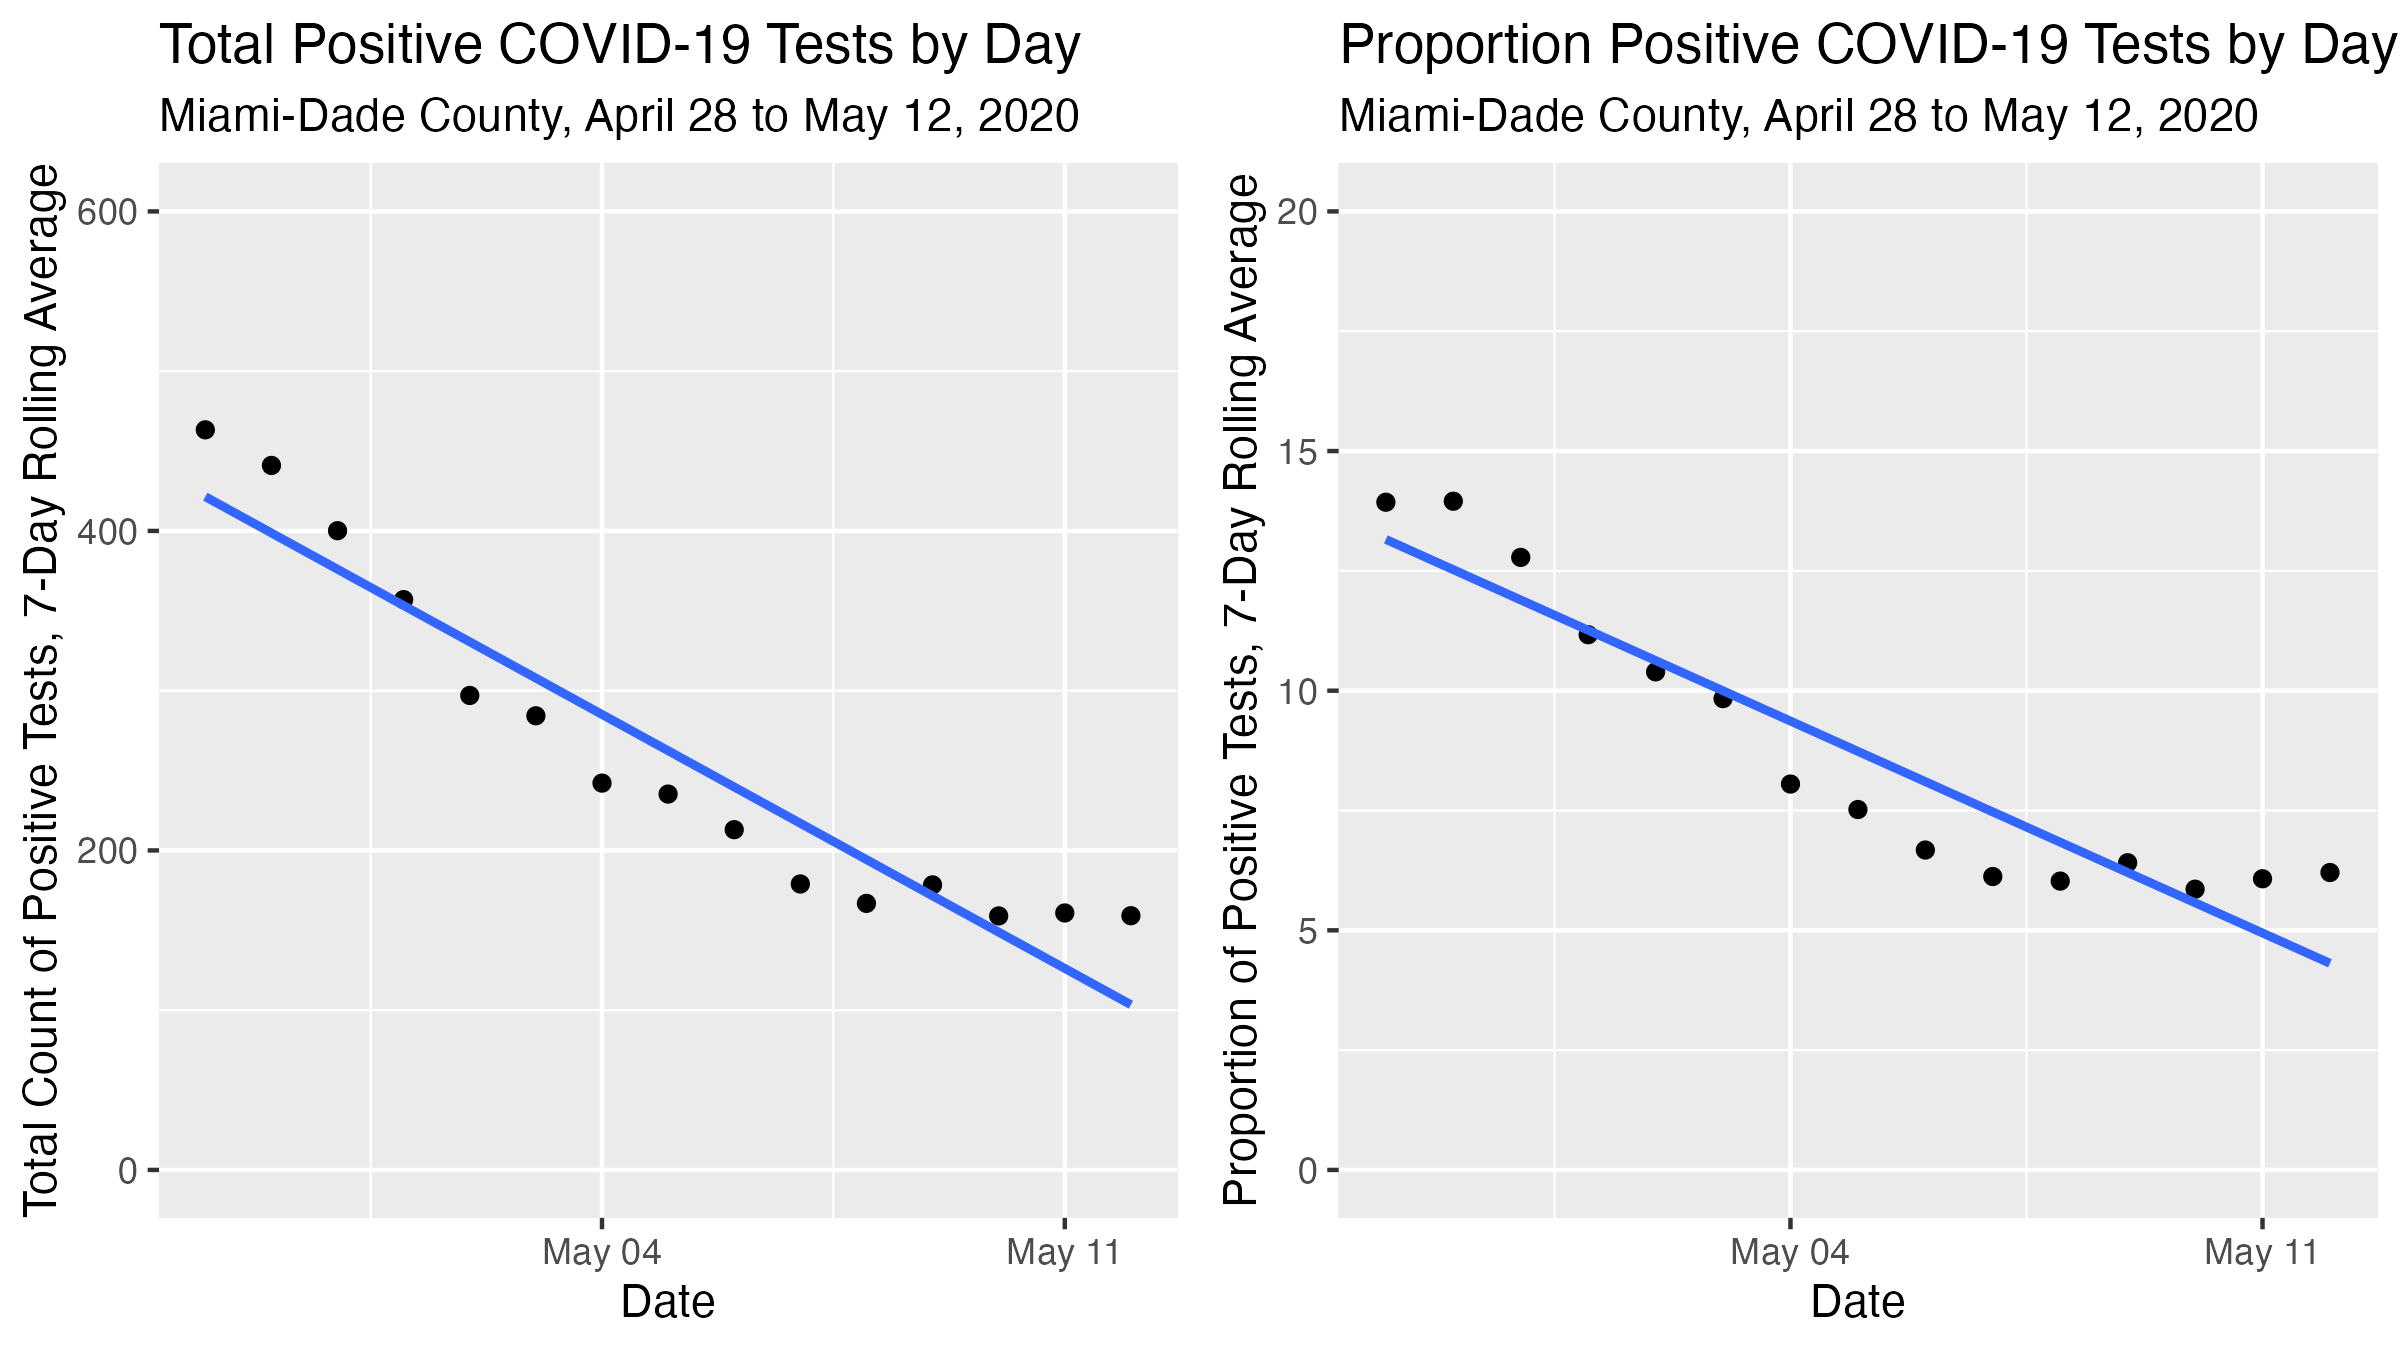 Total Positive COVID-19 Tests by Day
Miami-Dade County, April 28 to May 12, 2020
Total Count of Positive Tests, 7-Day Rolling Average
600
400
200
0
May 04
May 11
Date
Proportion Positive COVID-19 Tests by Day
Miami-Dade County, April 28 to May 12, 2020
Proportion of Positive Tests, 7-Day Rolling Average
20
15
10
5
0
May 04
May 11
Date